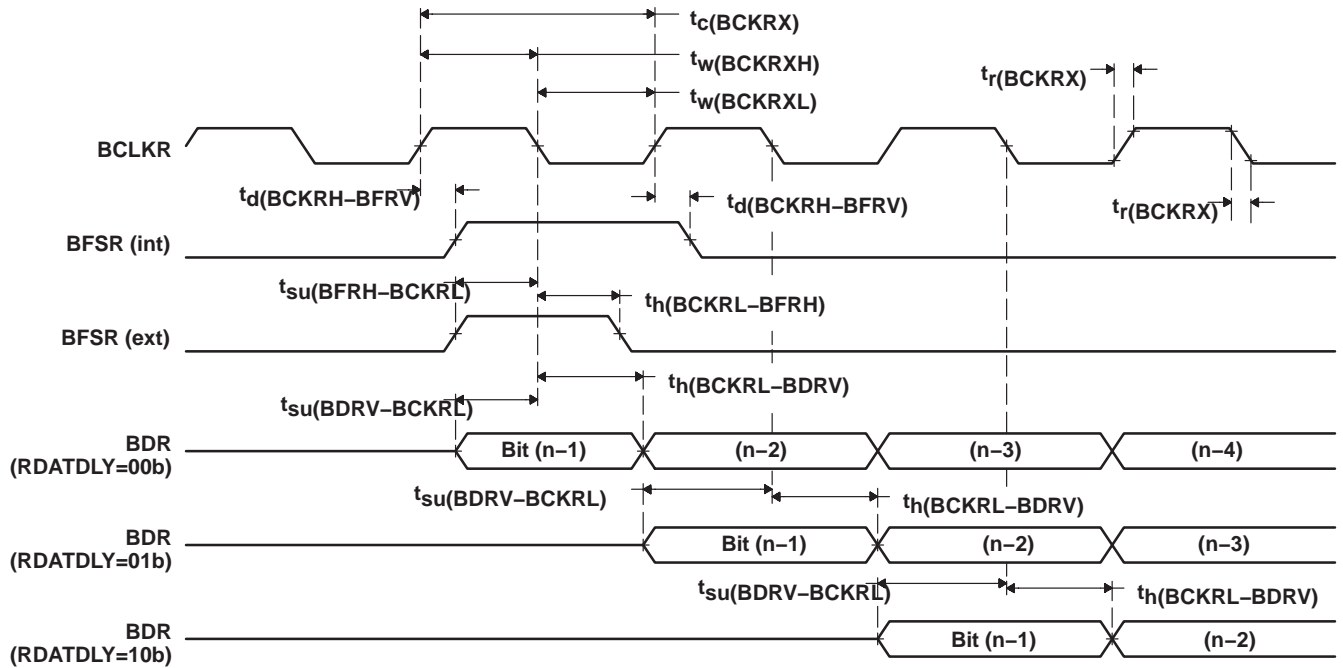 tc(BCKRX)
tw(BCKRXH)
tr(BCKRX)
tw(BCKRXL)
BCLKR
td(BCKRH−BFRV)
td(BCKRH−BFRV)
tr(BCKRX)
BFSR (int)
tsu(BFRH−BCKRL)
th(BCKRL−BFRH)
BFSR (ext)
th(BCKRL−BDRV)
tsu(BDRV−BCKRL)
BDR
(RDATDLY=00b)
Bit (n−1) (n−2) (n−3) (n−4)
tsu(BDRV−BCKRL)
th(BCKRL−BDRV)
BDR
(RDATDLY=01b)
Bit (n−1) (n−2) (n−3)
tsu(BDRV−BCKRL)
th(BCKRL−BDRV)
BDR
(RDATDLY=10b)
Bit (n−1) (n−2)